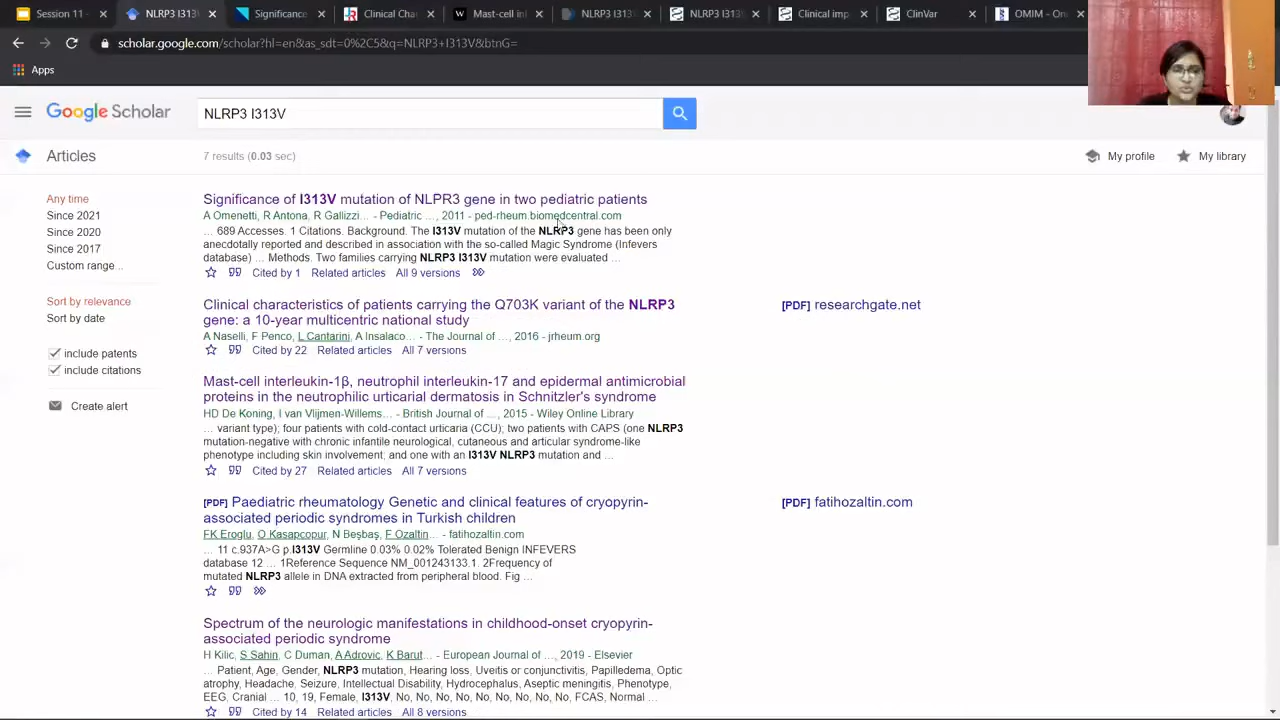 Session 11 -
NLRP3 I313
Significance
Clinical Cha
Mast-cell int
NLRP3 I313
NLRP3 I313
Clinical imp
ClinVar
OMIM - On
scholar.google.com/scholar?hl=en&as_sdt=0%2C5&q=NLRP3+I313V&btnG=
Apps
Google Scholar
NLRP3 I313V
Articles
7 results (0.03 sec)
My profile
My library
Any time
Since 2021
Since 2020
Since 2017
Custom range ..
Sort by relevance
Sort by date
include patents
include citations
Create alert
Significance of I313V mutation of NLPR3 gene in two pediatric patients
A Omenetti, R Antona, R Gallizzi… - Pediatric …, 2011 - ped-rheum.biomedcentral.com
… 689 Accesses. 1 Citations. Background. The I313V mutation of the NLRP3 gene has been only
anecdotally reported and described in association with the so-called Magic Syndrome (Infevers
database) … Methods. Two families carrying NLRP3 I313V mutation were evaluated …
Cited by 1 Related articles All 9 versions
Clinical characteristics of patients carrying the Q703K variant of the NLRP3
gene: a 10-year multicentric national study
[PDF] researchgate.net
A Naselli, F Penco, L Cantarini, A Insalaco… - The Journal of …, 2016 - jrheum.org
Cited by 22 Related articles All 7 versions
Mast-cell interleukin-1β, neutrophil interleukin-17 and epidermal antimicrobial
proteins in the neutrophilic urticarial dermatosis in Schnitzler's syndrome
HD De Koning, I van Vlijmen-Willems… - British Journal of …, 2015 - Wiley Online Library
… variant type); four patients with cold-contact urticaria (CCU); two patients with CAPS (one NLRP3
mutation-negative with chronic infantile neurological, cutaneous and articular syndrome-like
phenotype including skin involvement; and one with an I313V NLRP3 mutation and …
Cited by 27 Related articles All 7 versions
[PDF] Paediatric rheumatology Genetic and clinical features of cryopyrin-
associated periodic syndromes in Turkish children
[PDF] fatihozaltin.com
FK Eroglu, O Kasapcopur, N Beşbaş, F Ozaltin… - fatihozaltin.com
… 11 c.937A>G p.I313V Germline 0.03% 0.02% Tolerated Benign INFEVERS
database 12 … 1Reference Sequence NM_001243133.1. 2Frequency of
mutated NLRP3 allele in DNA extracted from peripheral blood. Fig …
Spectrum of the neurologic manifestations in childhood-onset cryopyrin-
associated periodic syndrome
H Kilic, S Sahin, C Duman, A Adrovic, K Barut… - European Journal of …, 2019 - Elsevier
… Patient, Age, Gender, NLRP3 mutation, Hearing loss, Uveitis or conjunctivitis, Papilledema, Optic
atrophy, Headache, Seizure, Intellectual Disability, Hydrocephalus, Aseptic meningitis, Phenotype,
EEG, Cranial … 10, 19, Female, I313V, No, No, No, No, No, No, No, No, FCAS, Normal …
Cited by 14 Related articles All 8 versions